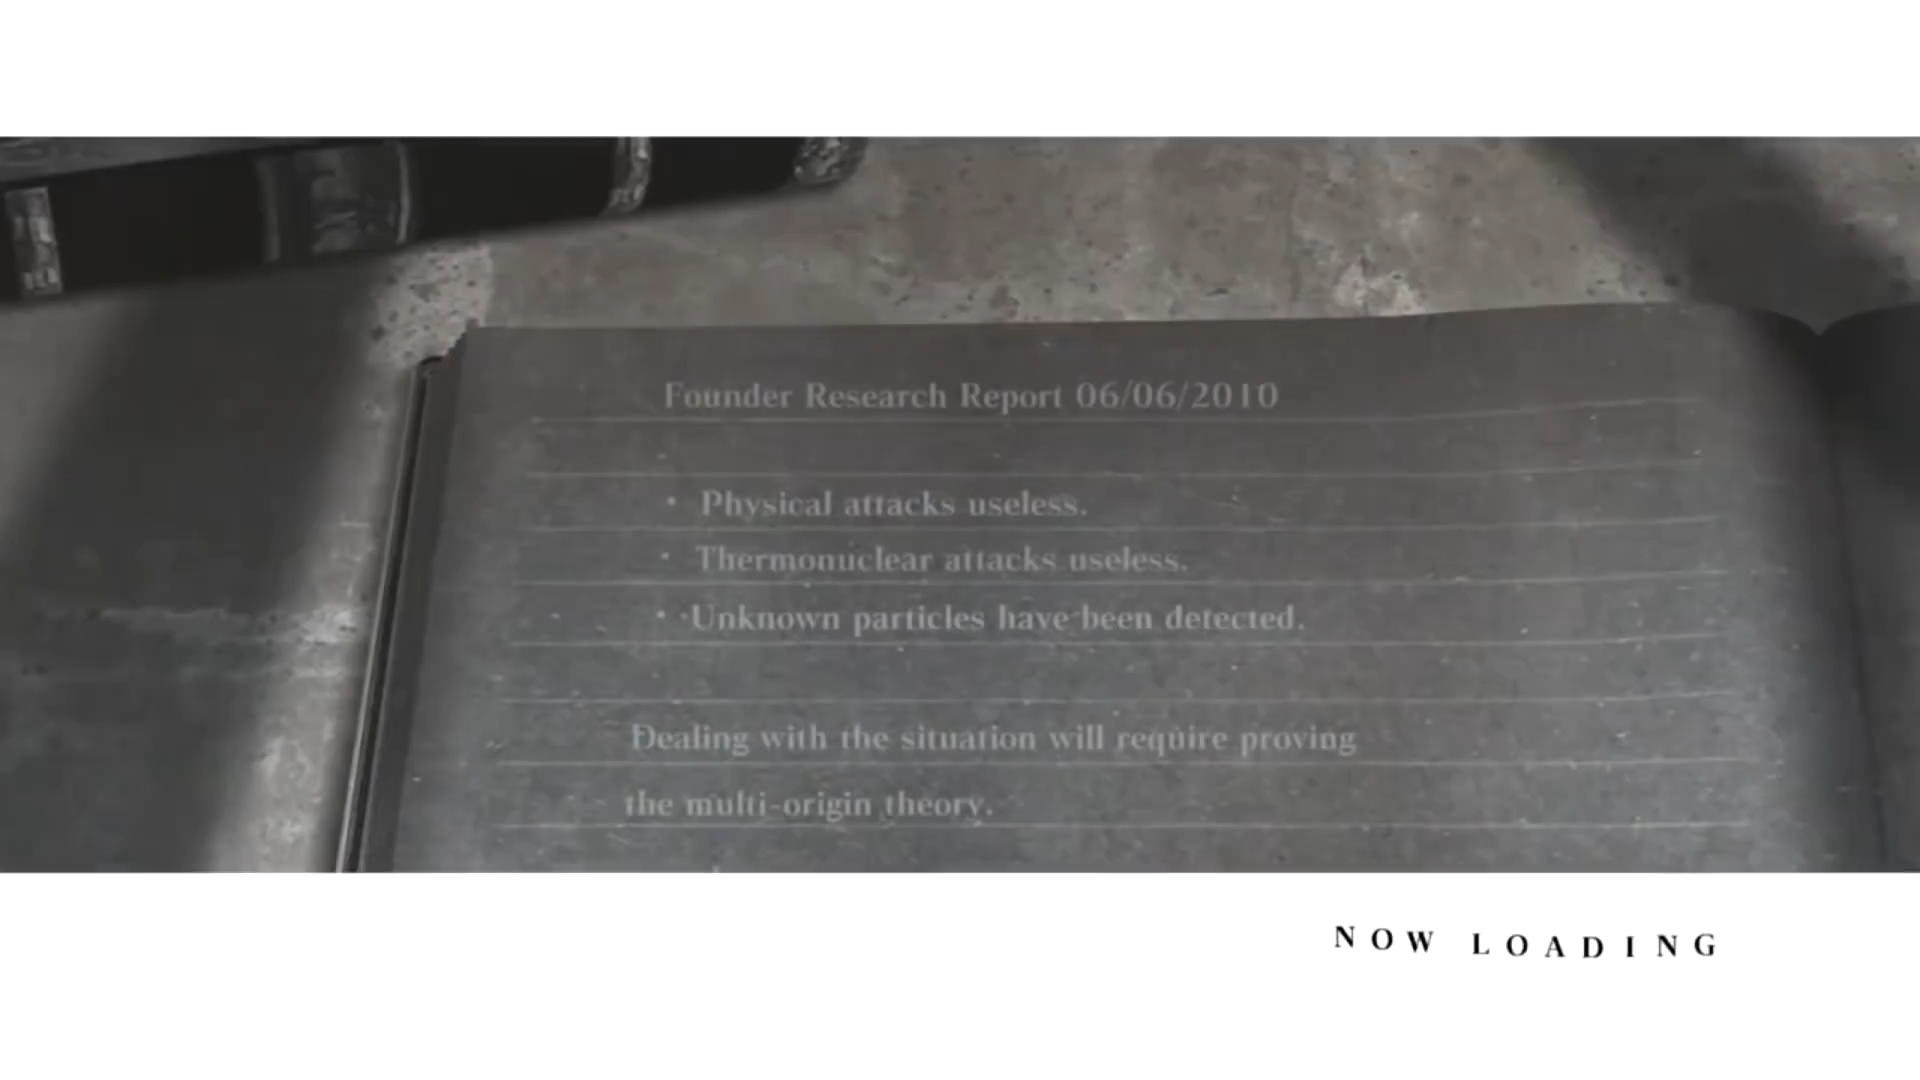 Founder Research Report 06/06/2010
• Physical attacks useless.
• Thermonuclear attacks useless.
• Unknown particles have been detected.
Dealing with the situation will require proving
the multi-origin theory.
NOW LOADING